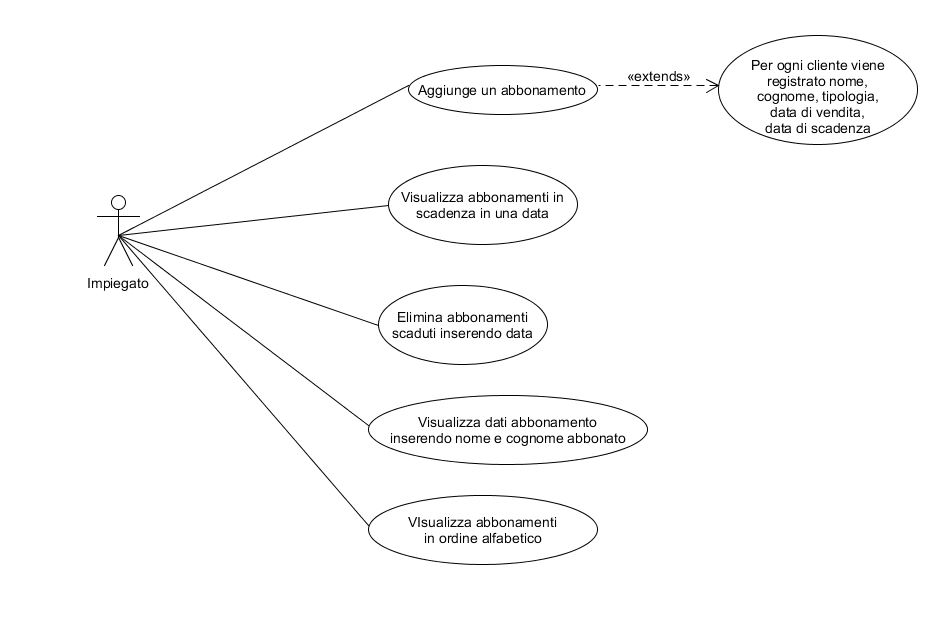 Aggiunge un abbonamento
«extends»
Per ogni cliente viene
registrato nome,
cognome, tipologia,
data di vendita,
data di scadenza
Visualizza abbonamenti in
scadenza in una data
Impiegato
Elimina abbonamenti
scaduti inserendo data
Visualizza dati abbonamento
inserendo nome e cognome abbonato
VIsualizza abbonamenti
in ordine alfabetico